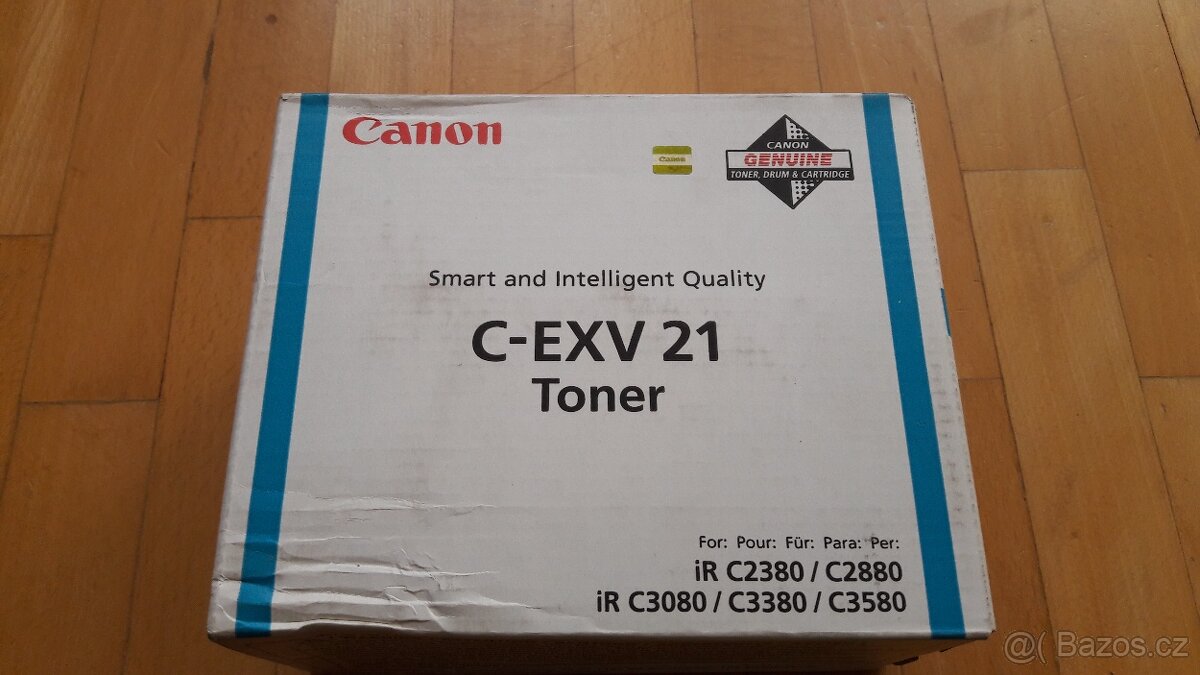 Canon
Canon
CANON
GENUINE
TONER, DRUM & CARTRIDGE
Smart and Intelligent Quality
C-EXV 21
Toner
For: Pour: Für: Para: Per:
iR C2380 / C2880
iR C3080 / C3380 / C3580
@( Bazos.cz